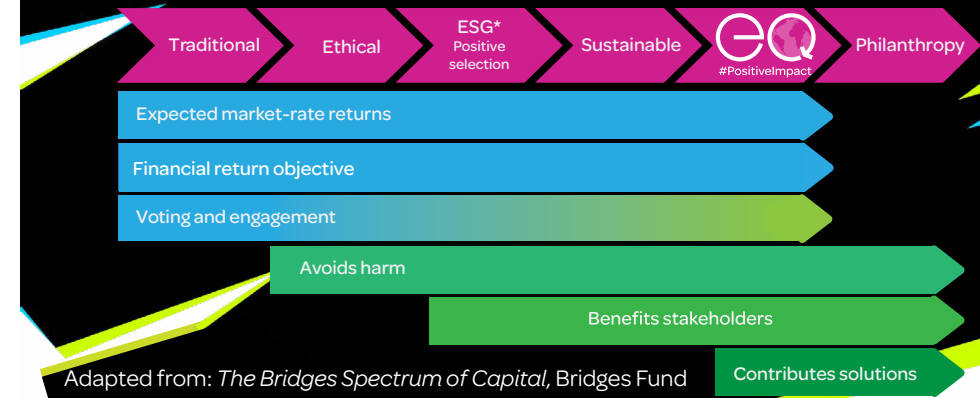 Traditional
Ethical
ESG*
Positive
selection
Sustainable
eQ
#PositiveImpact
Philanthropy
Expected market-rate returns
Financial return objective
Voting and engagement
Avoids harm
Benefits stakeholders
Contributes solutions
Adapted from: The Bridges Spectrum of Capital, Bridges Fund